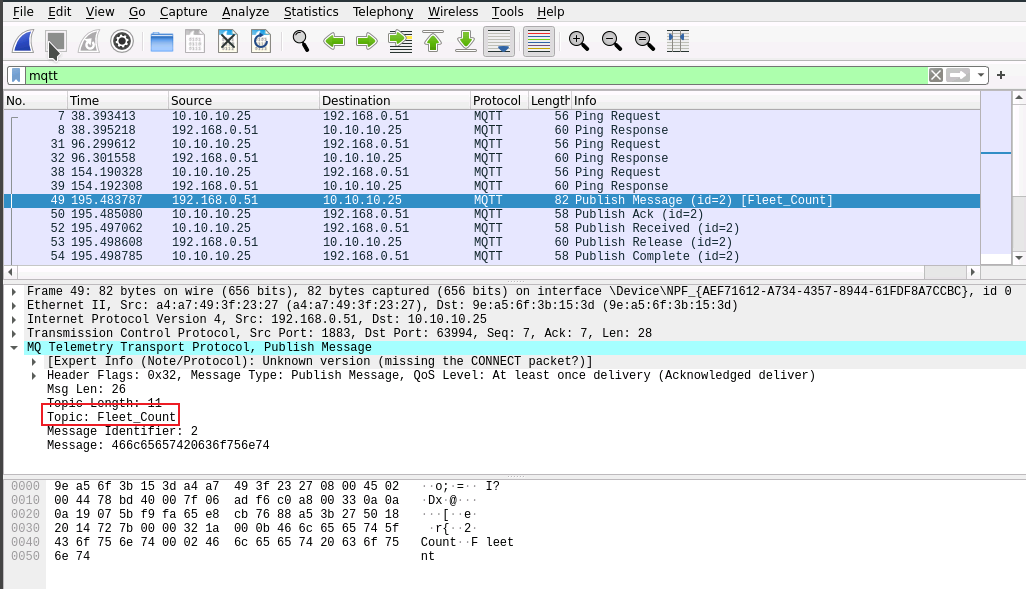 File Edit View Go Capture Analyze Statistics Telephony Wireless Tools Help
mqtt
No. Time Source Destination Protocol Length Info
7 38.393413 10.10.10.25 192.168.0.51 MQTT 56 Ping Request
8 38.395218 192.168.0.51 10.10.10.25 MQTT 60 Ping Response
31 96.299612 10.10.10.25 192.168.0.51 MQTT 56 Ping Request
32 96.301558 192.168.0.51 10.10.10.25 MQTT 60 Ping Response
38 154.190328 10.10.10.25 192.168.0.51 MQTT 56 Ping Request
39 154.192308 192.168.0.51 10.10.10.25 MQTT 60 Ping Response
49 195.483787 192.168.0.51 10.10.10.25 MQTT 82 Publish Message (id=2) [Fleet_Count]
50 195.485080 10.10.10.25 192.168.0.51 MQTT 58 Publish Ack (id=2)
52 195.497062 10.10.10.25 192.168.0.51 MQTT 58 Publish Received (id=2)
53 195.498608 192.168.0.51 10.10.10.25 MQTT 60 Publish Release (id=2)
54 195.498785 10.10.10.25 192.168.0.51 MQTT 58 Publish Complete (id=2)
Frame 49: 82 bytes on wire (656 bits), 82 bytes captured (656 bits) on interface \Device\NPF_{AEF71612-A734-4357-8944-61FDF8A7CCBC}, id 0
Ethernet II, Src: a4:a7:49:3f:23:27 (a4:a7:49:3f:23:27), Dst: 9e:a5:6f:3b:15:3d (9e:a5:6f:3b:15:3d)
Internet Protocol Version 4, Src: 192.168.0.51, Dst: 10.10.10.25
Transmission Control Protocol, Src Port: 1883, Dst Port: 63994, Seq: 7, Ack: 7, Len: 28
MQ Telemetry Transport Protocol, Publish Message
[Expert Info (Note/Protocol): Unknown version (missing the CONNECT packet?)]
Header Flags: 0x32, Message Type: Publish Message, QoS Level: At least once delivery (Acknowledged deliver)
Msg Len: 26
Topic Length: 11
Topic: Fleet_Count
Message Identifier: 2
Message: 466c65657420636f756e74
0000 9e a5 6f 3b 15 3d a4 a7 49 3f 23 27 08 00 45 02 ··o;·=·· I?
0010 00 44 78 bd 40 00 7f 06 ad f6 c0 a8 00 33 0a 0a ·Dx·@···
0020 0a 19 07 5b f9 fa 65 e8 cb 76 88 a5 3b 27 50 18 ···[··e·
0030 20 14 72 7b 00 00 32 1a 00 0b 46 6c 65 65 74 5f ·r{··2·
0040 43 6f 75 6e 74 00 02 46 6c 65 65 74 20 63 6f 75 Count··F leet
0050 6e 74 nt